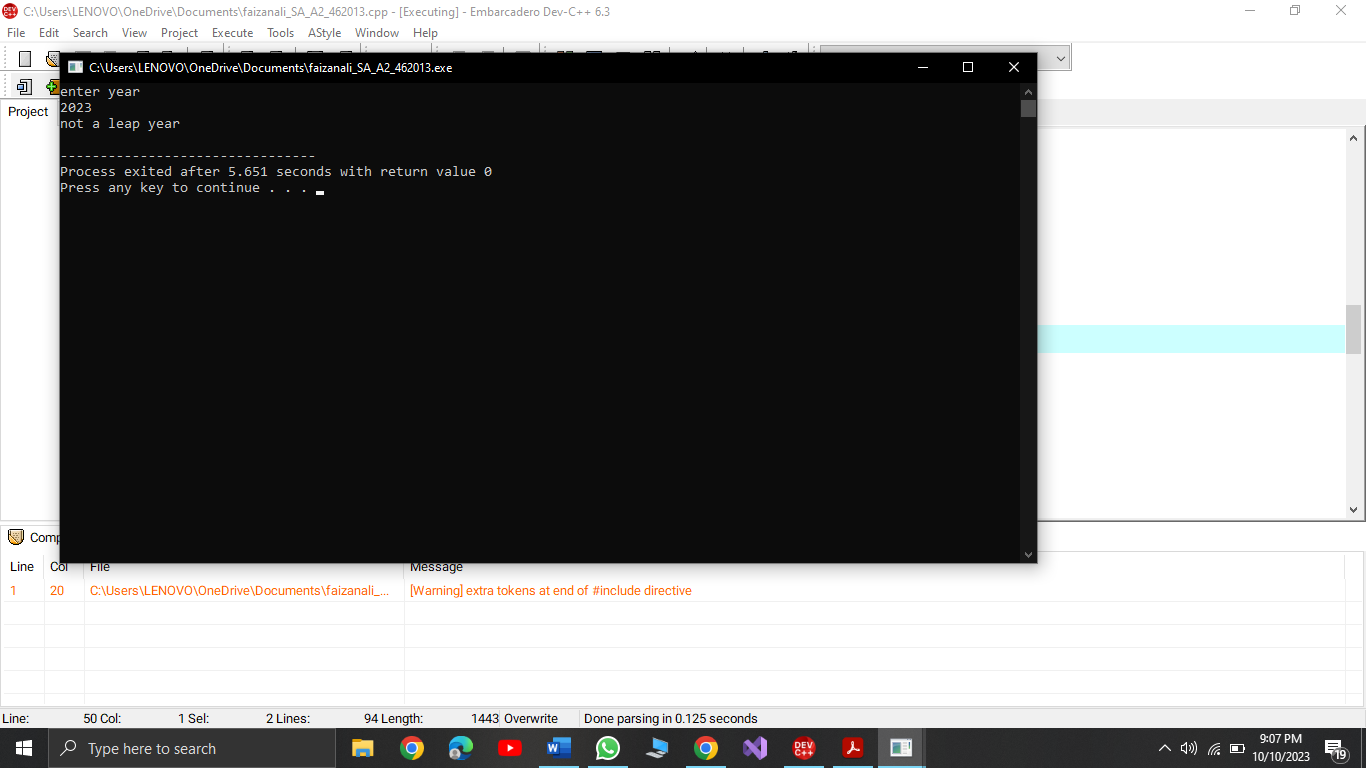 C:\Users\LENOVO\OneDrive\Documents\faizanali_SA_A2_462013.cpp - [Executing] - Embarcadero Dev-C++ 6.3
File Edit Search View Project Execute Tools AStyle Window Help
C:\Users\LENOVO\OneDrive\Documents\faizanali_SA_A2_462013.exe
Project
enter year
2023
not a leap year
--------------------------------
Process exited after 5.651 seconds with return value 0
Press any key to continue . . .
Line Col File Message
1 20 C:\Users\LENOVO\OneDrive\Documents\faizanali_... [Warning] extra tokens at end of #include directive
Line: 50 Col: 1 Sel: 2 Lines: 94 Length: 1443 Overwrite Done parsing in 0.125 seconds
Type here to search
DEV C++
9:07 PM
10/10/2023
19